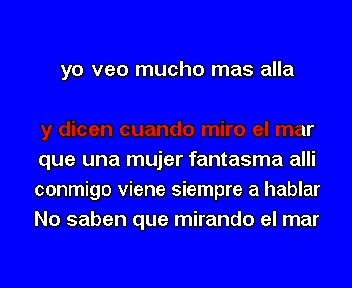 yo veo mucho mas alla
y dicen cuando miro el mar
que una mujer fantasma alli
conmigo viene siempre a hablar
No saben que mirando el mar